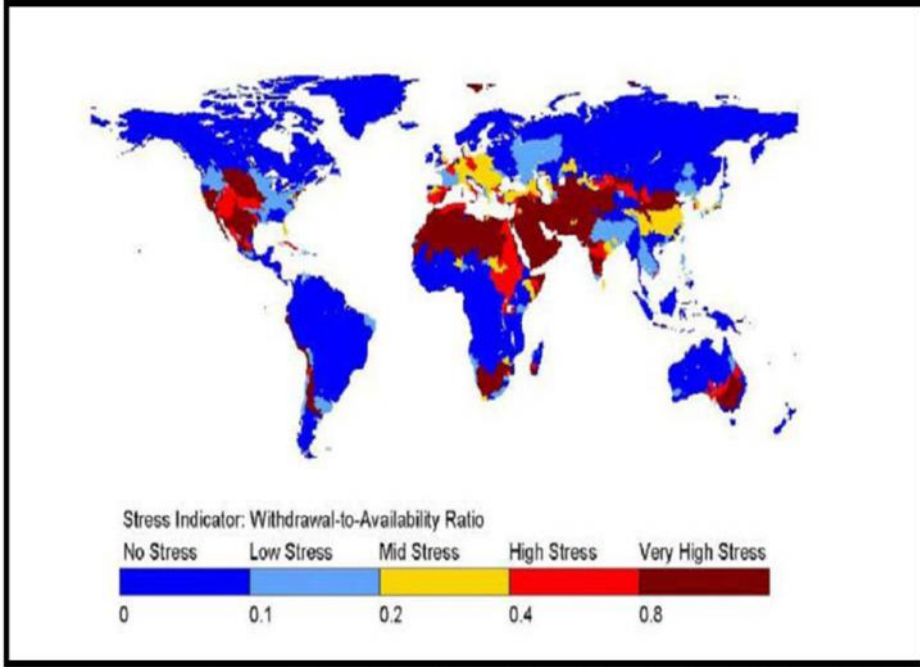 Stress Indicator: Withdrawal-to-Availability Ratio
No Stress Low Stress Mid Stress High Stress Very High Stress
0 0.1 0.2 0.4 0.8